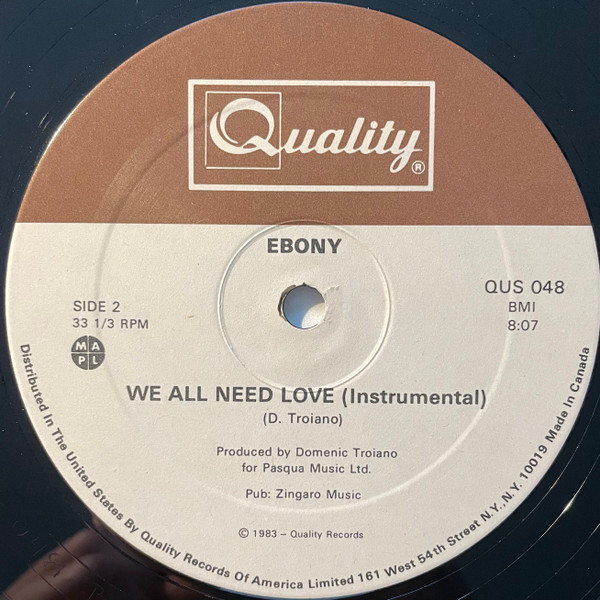 Quality®
EBONY
SIDE 2
33 1/3 RPM
QUS 048
BMI
8:07
M A
P L
WE ALL NEED LOVE (Instrumental)
(D. Troiano)
Produced by Domenic Troiano
for Pasqua Music Ltd.
Pub: Zingaro Music
© 1983 – Quality Records
Distributed In The United States By Quality Records Of America Limited 161 West 54th Street N.Y., N.Y. 10019 Made In Canada